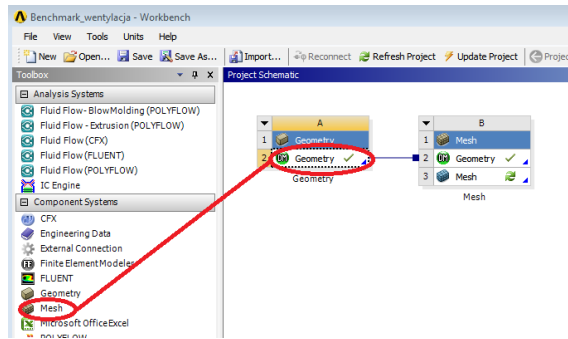 Benchmark_wentylacja - Workbench
File View Tools Units Help
New Open... Save Save As... Import... Reconnect Refresh Project Update Project Projec
Toolbox
Project Schematic
Analysis Systems
Fluid Flow- BlowMolding (POLYFLOW)
Fluid Flow - Extrusion (POLYFLOW)
Fluid Flow (CFX)
Fluid Flow (FLUENT)
Fluid Flow (POLYFLOW)
IC Engine
Component Systems
CFX
Engineering Data
External Connection
Finite Element Modeler
FLUENT
Geometry
Mesh
Microsoft Office Excel
POLYFLOW
A
1 Geometry
2 Geometry
Geometry
B
1 Mesh
2 Geometry
3 Mesh
Mesh